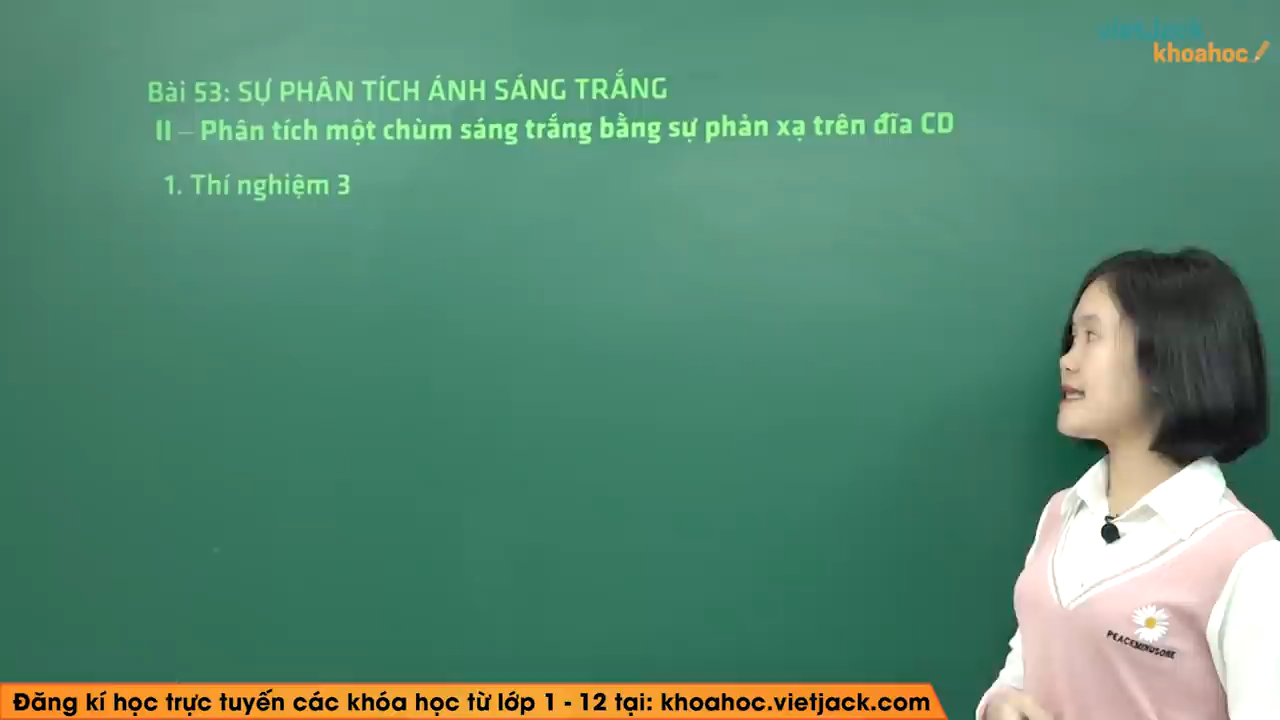 vietJack
khoahoc
Bài 53: SỰ PHÂN TÍCH ÁNH SÁNG TRẮNG
II – Phân tích một chùm sáng trắng bằng sự phản xạ trên đĩa CD
1. Thí nghiệm 3
PEACEMINUSONE
Đăng kí học trực tuyến các khóa học từ lớp 1 - 12 tại: khoahoc.vietjack.com